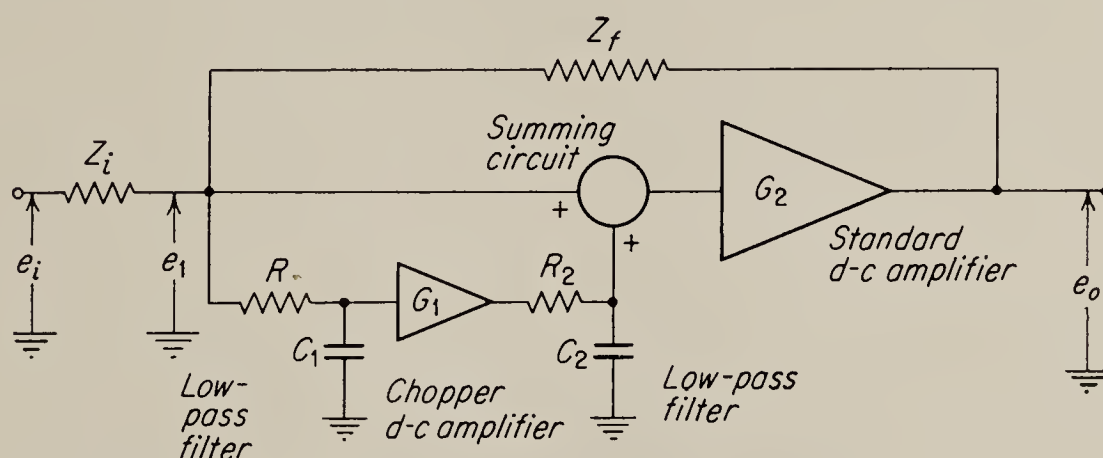 Z_f
Summing
circuit
Z_i
G_2
+
+
Standard
d-c amplifier
e_i
e_1
R
G_1
R_2
e_o
C_1
C_2
Low-
pass
filter
Chopper
d-c amplifier
Low-pass
filter